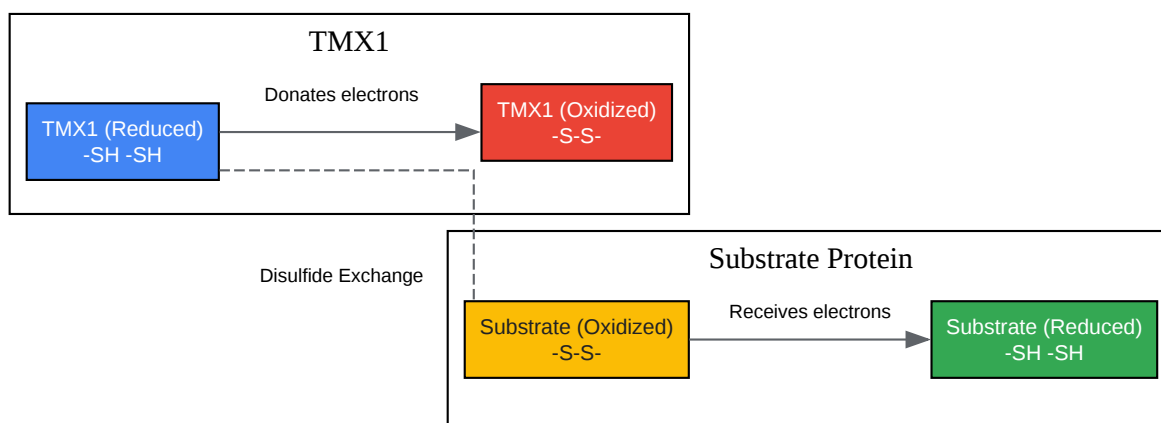 TMX1
Donates electrons
TMX1 (Reduced)
-SH -SH
TMX1 (Oxidized)
-S-S-
Disulfide Exchange
Substrate Protein
Substrate (Oxidized)
-S-S-
Receives electrons
Substrate (Reduced)
-SH -SH